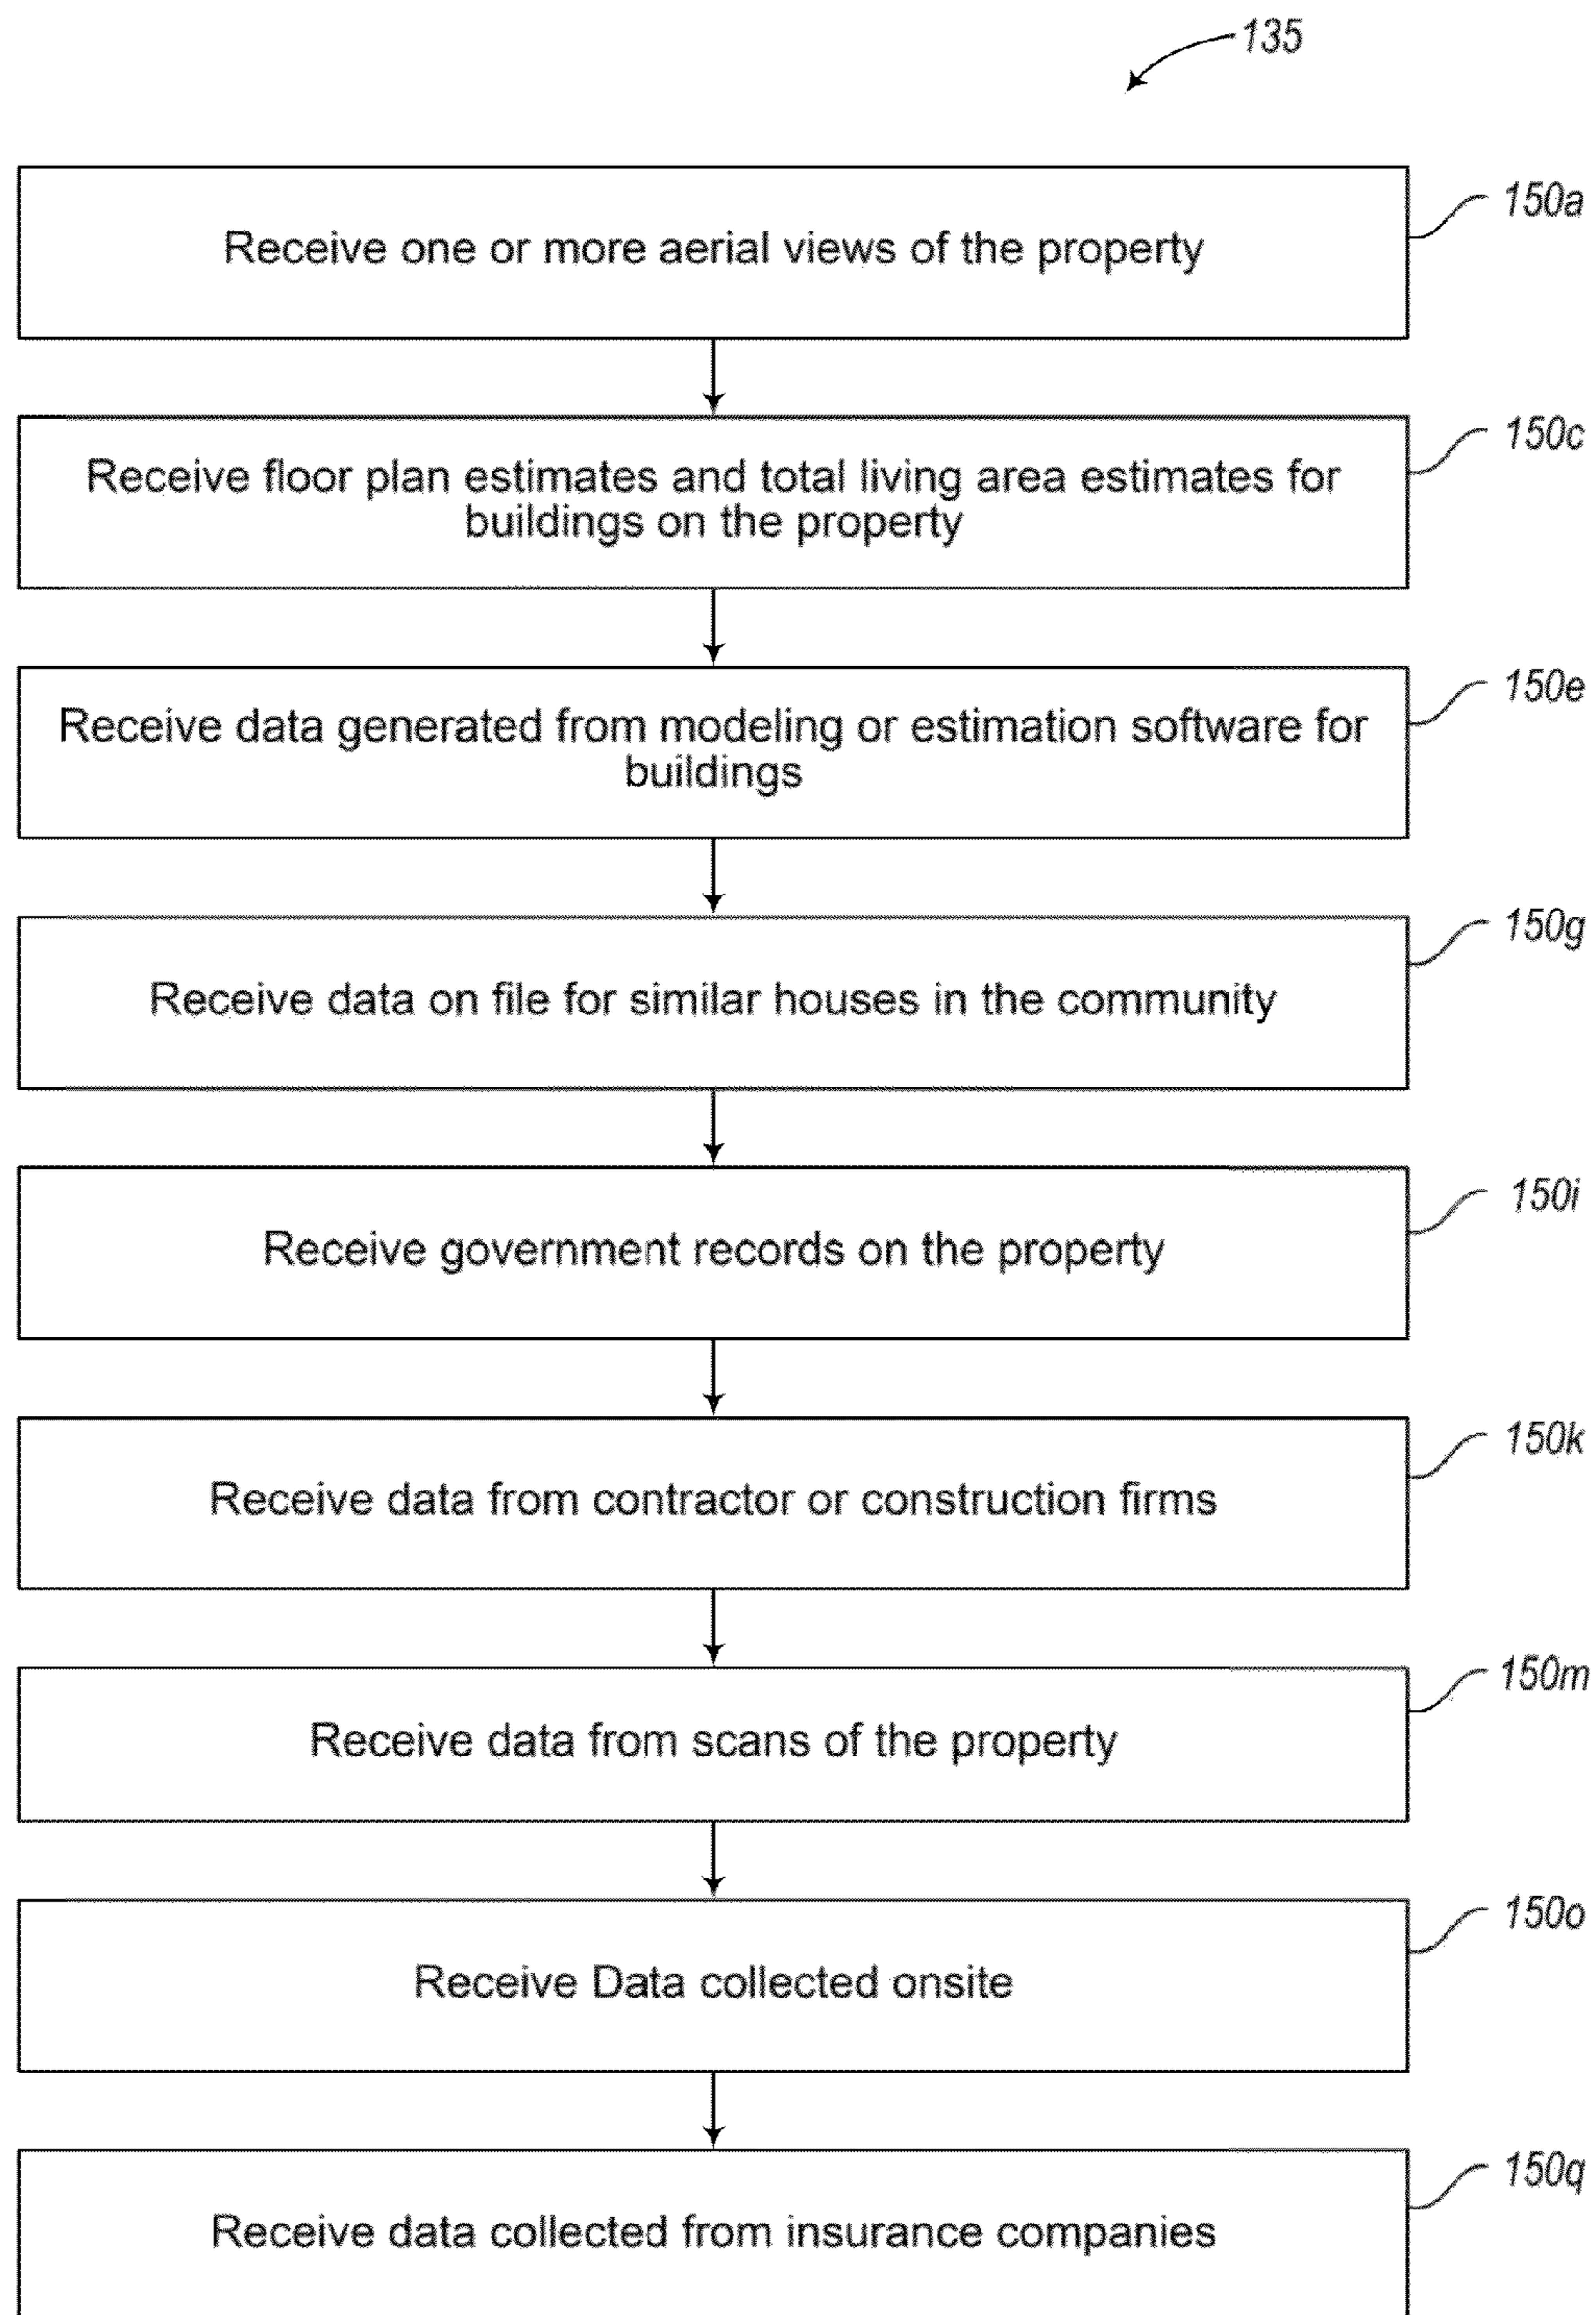 135
150a
Receive one or more aerial views of the property
150c
Receive floor plan estimates and total living area estimates for
buildings on the property
150e
Receive data generated from modeling or estimation software for
buildings
150g
Receive data on file for similar houses in the community
150i
Receive government records on the property
150k
Receive data from contractor or construction firms
150m
Receive data from scans of the property
150o
Receive Data collected onsite
150q
Receive data collected from insurance companies